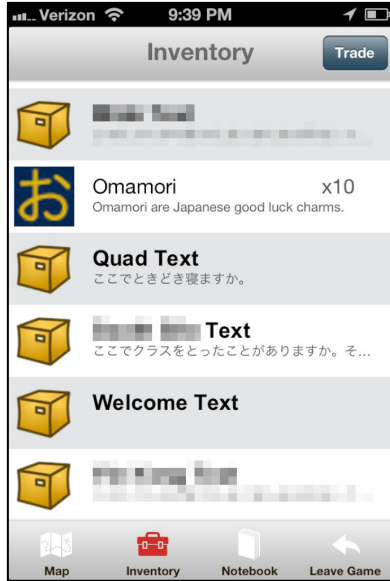 Verizon 9:39 PM
Inventory
Trade
お
Omamori x10
Omamori are Japanese good luck charms.
Quad Text
ここでときどき寝ますか。
Text
ここでクラスをとったことがありますか。そ...
Welcome Text
Map Inventory Notebook Leave Game